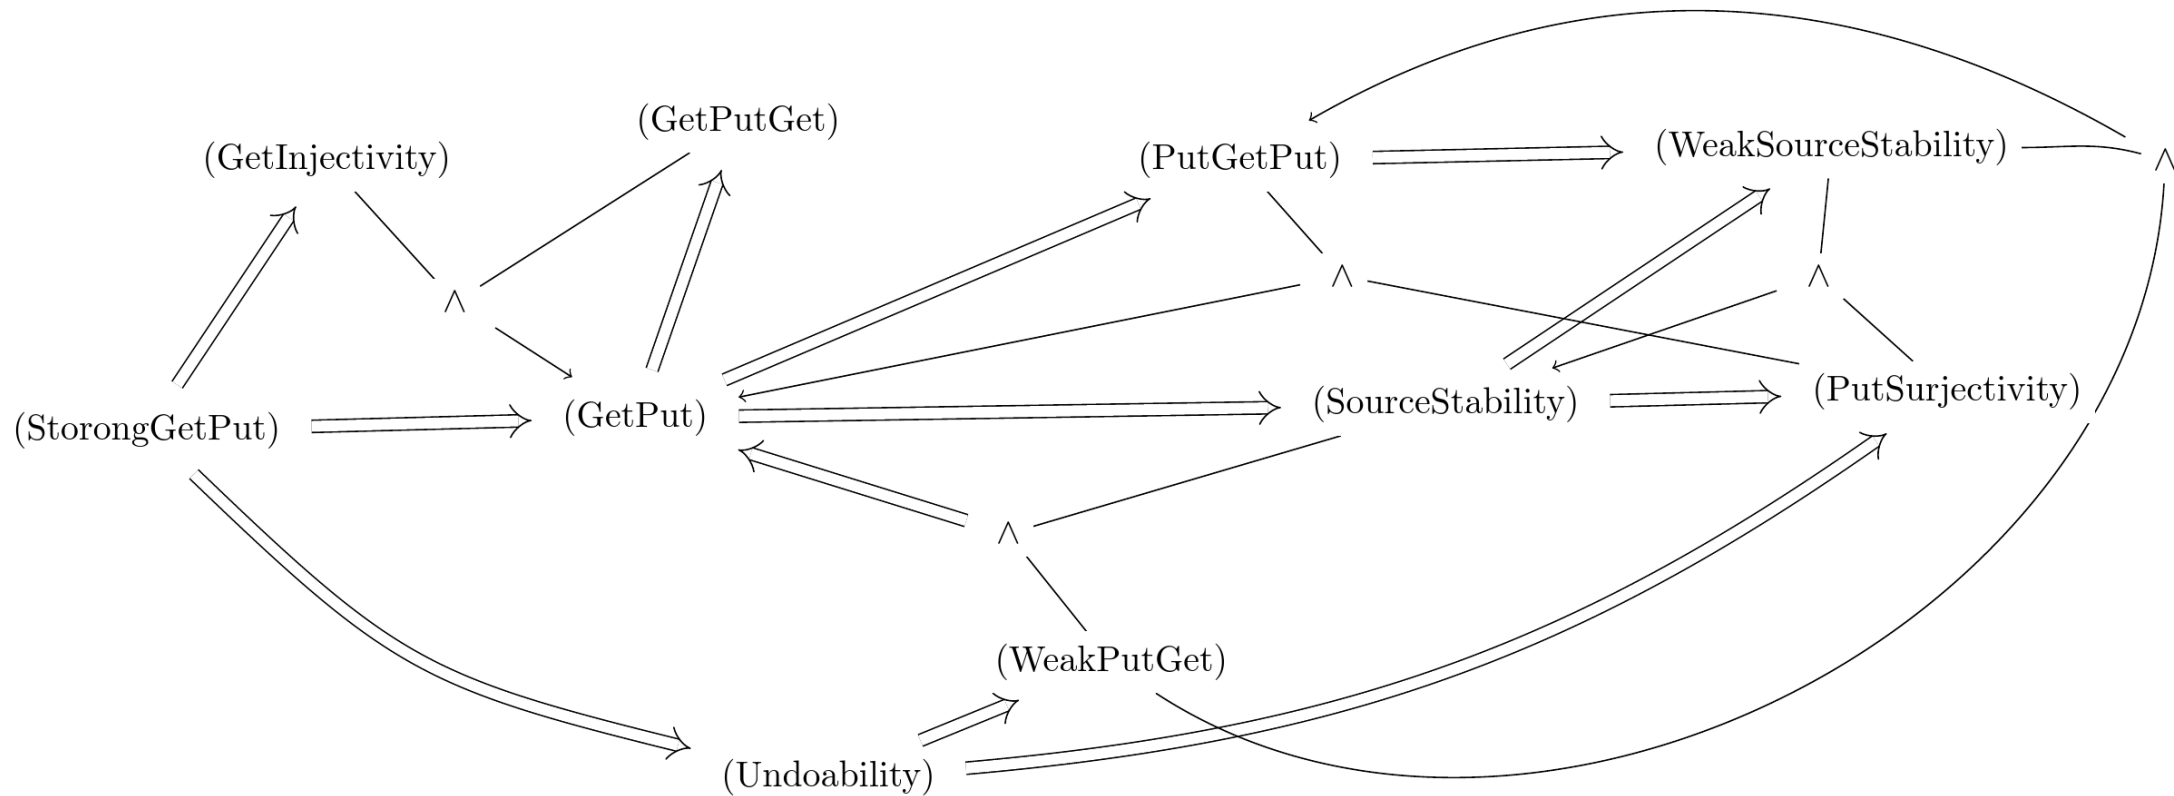 (GetPutGet)
(GetInjectivity)
(PutGetPut)
(WeakSourceStability)
∧
∧
∧
∧
(StorongGetPut)
(GetPut)
(SourceStability)
(PutSurjectivity)
∧
(WeakPutGet)
(Undoability)